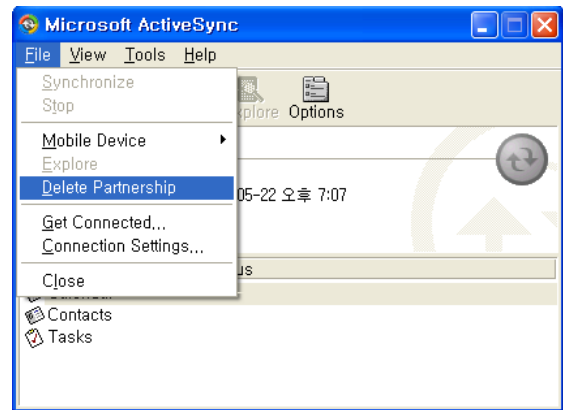 Microsoft ActiveSync
File View Tools Help
Synchronize
Stop
Explore Options
Mobile Device
Explore
Delete Partnership
05-22 오후 7:07
Get Connected...
Connection Settings...
us
Close
Contacts
Tasks